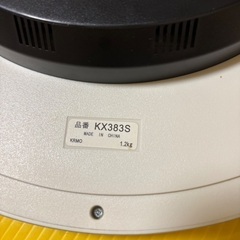 品番 KX383S
MADE IN CHINA
KRMO 1.2kg